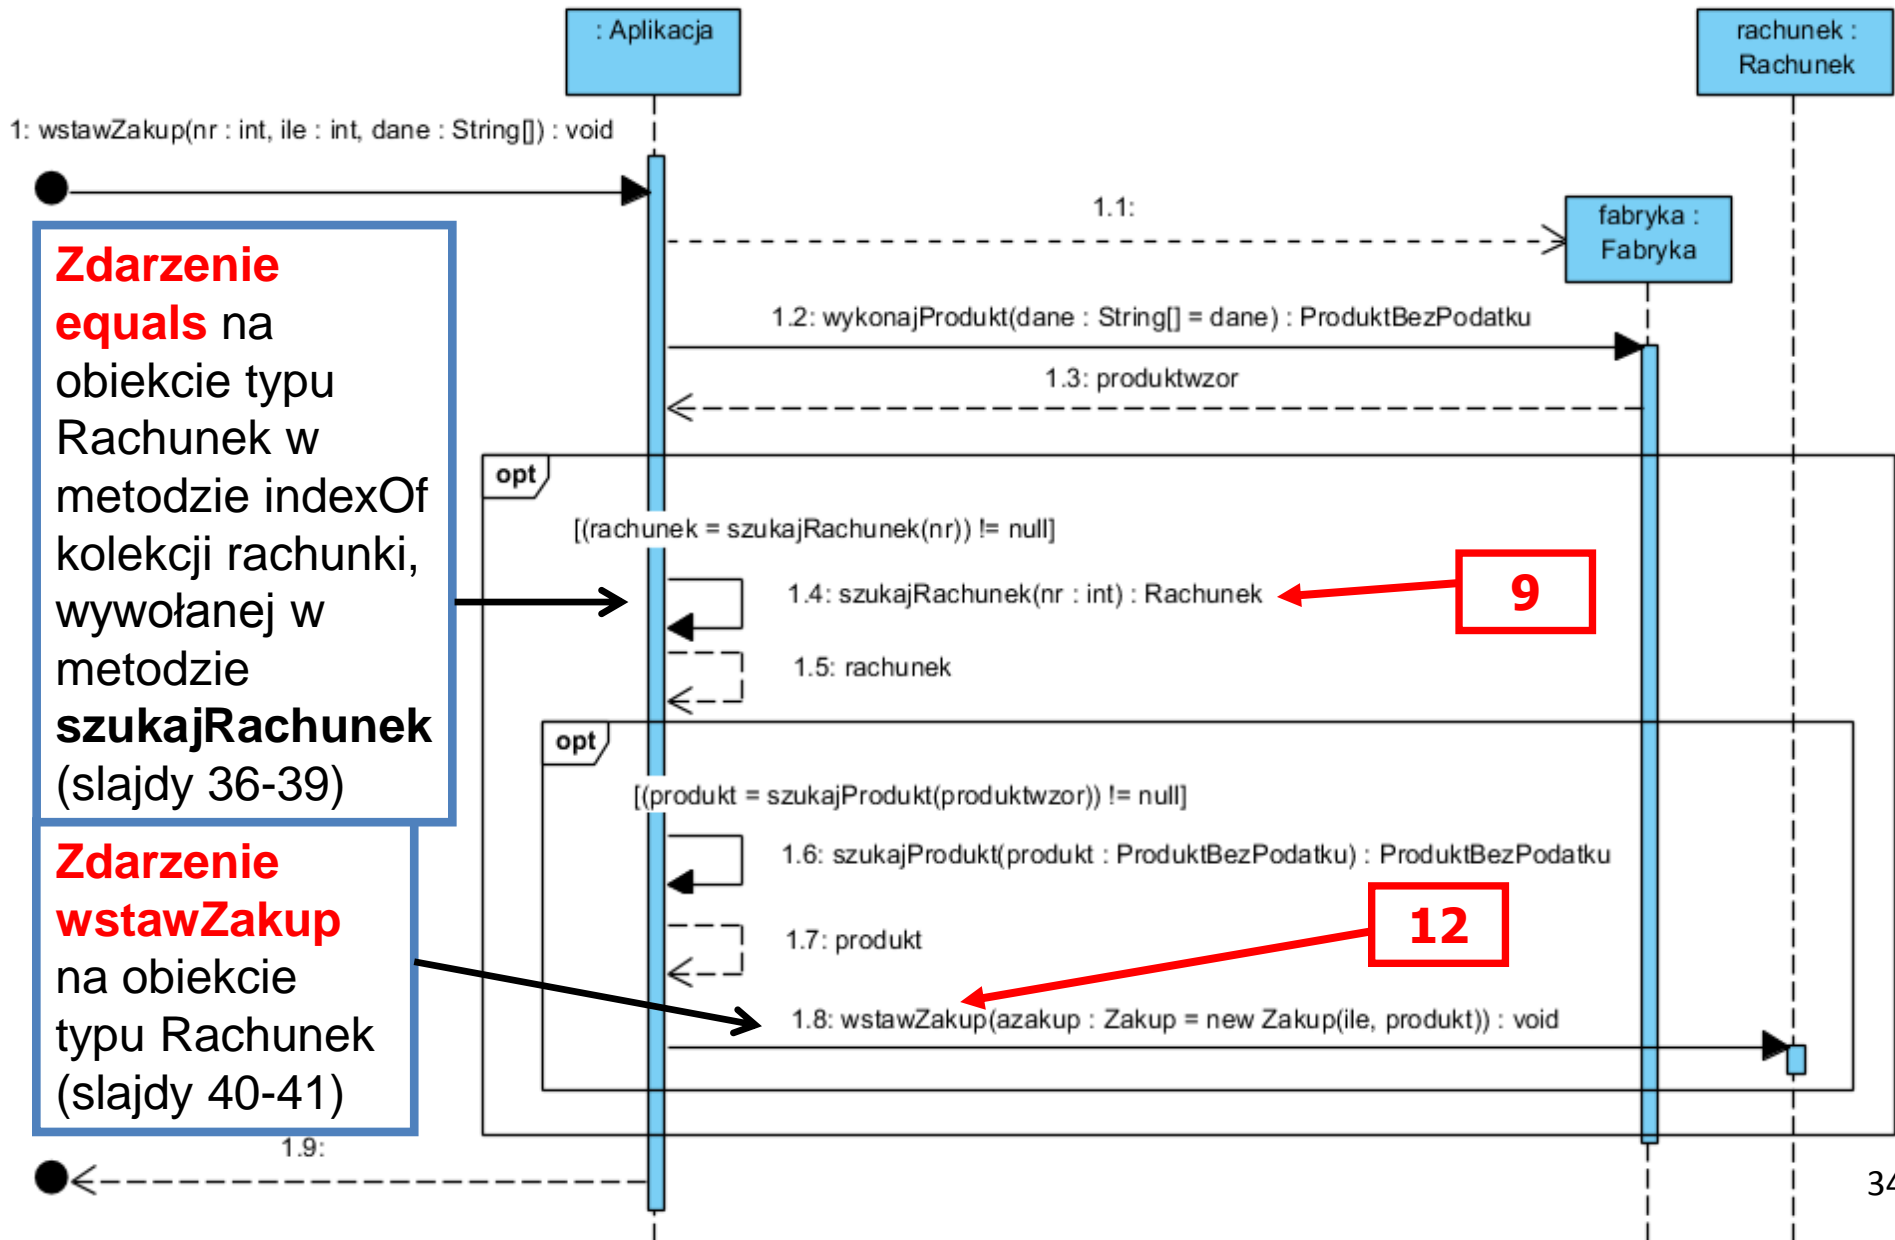 : Aplikacja
rachunek :
Rachunek
1: wstawZakup(nr : int, ile : int, dane : String[]) : void
1.1:
fabryka :
Fabryka
Zdarzenie
equals na
obiekcie typu
Rachunek w
metodzie indexOf
kolekcji rachunki,
wywołanej w
metodzie
szukajRachunek
(slajdy 36-39)
1.2: wykonajProdukt(dane : String[] = dane) : ProduktBezPodatku
1.3: produktwzor
opt
[(rachunek = szukajRachunek(nr)) != null]
1.4: szukajRachunek(nr : int) : Rachunek
9
1.5: rachunek
opt
[(produkt = szukajProdukt(produktwzor)) != null]
Zdarzenie
wstawZakup
na obiekcie
typu Rachunek
(slajdy 40-41)
1.6: szukajProdukt(produkt : ProduktBezPodatku) : ProduktBezPodatku
12
1.7: produkt
1.8: wstawZakup(azakup : Zakup = new Zakup(ile, produkt)) : void
1.9:
34